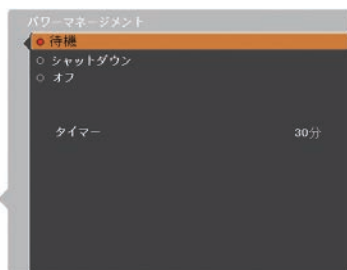 パワーマネージメント
待機
シャットダウン
オフ
タイマー 30分